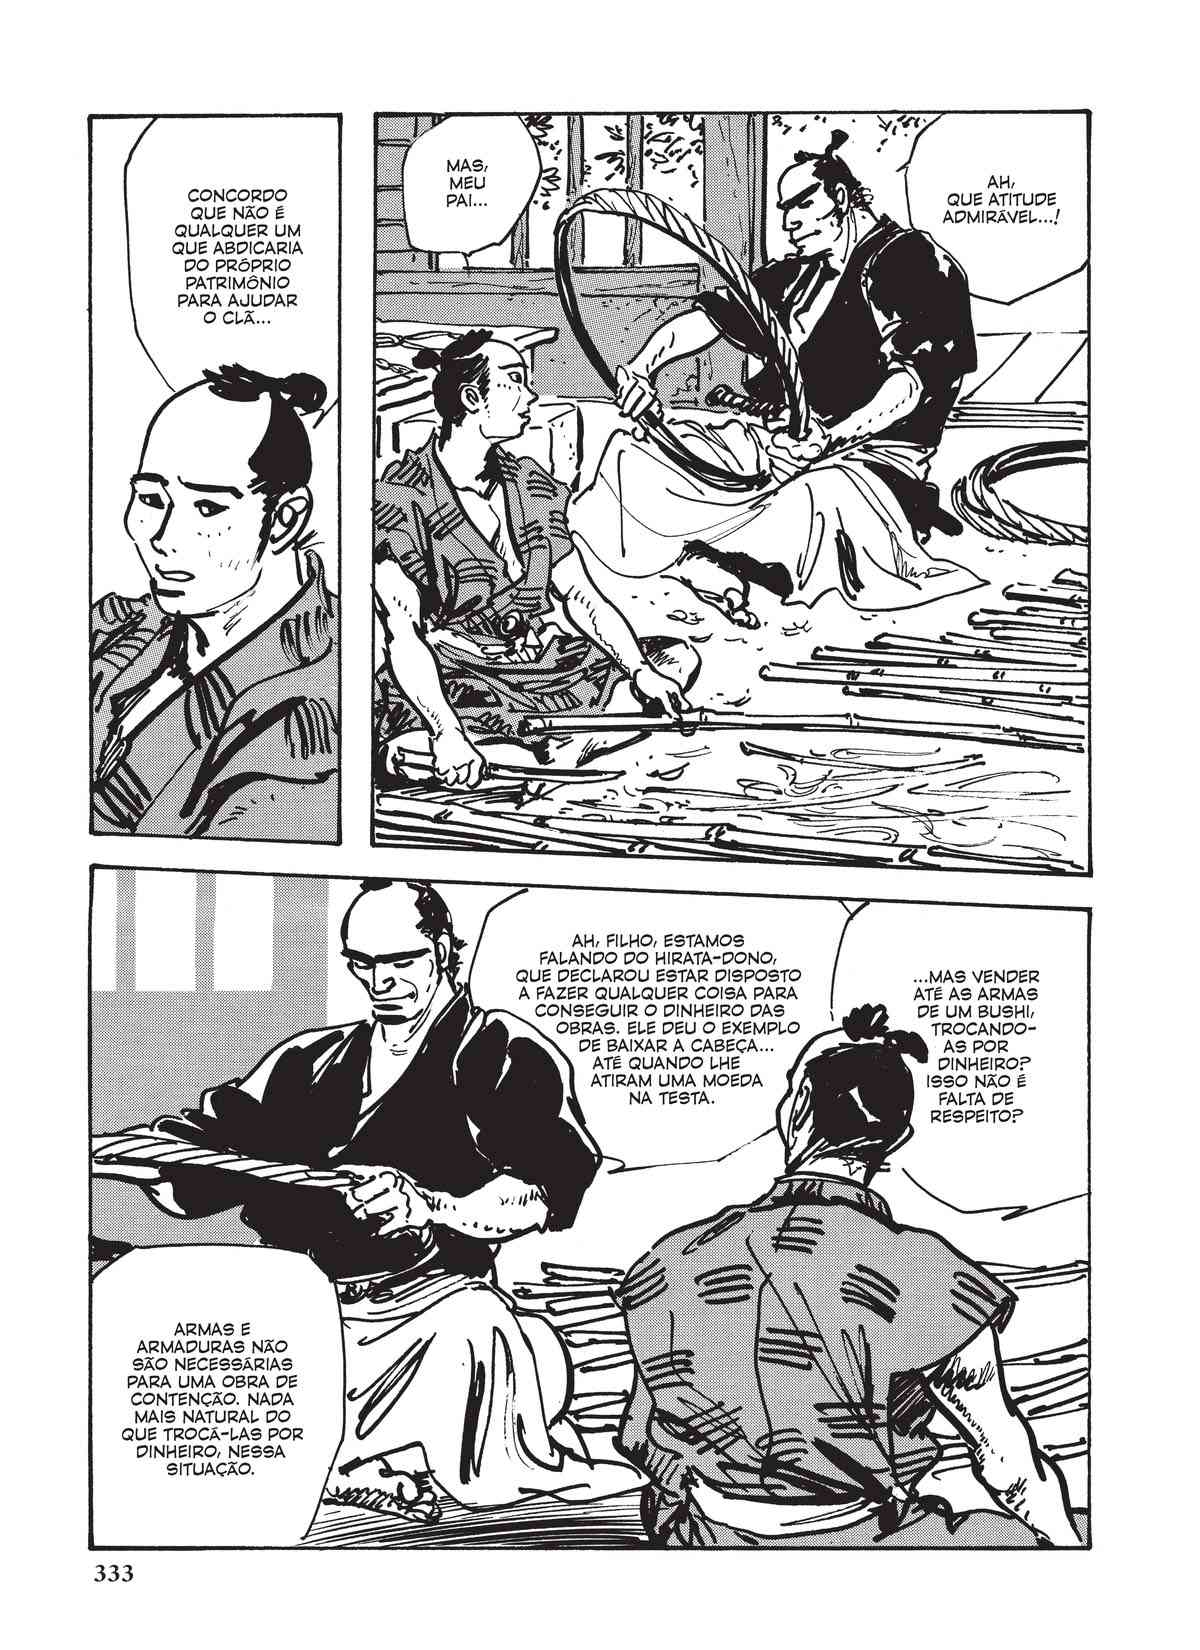 AH,
QUE ATITUDE
ADMIRÁVEL...!
MAS,
MEU
PAI...
CONCORDO
QUE NÃO É
QUALQUER UM
QUE ABDICARIA
DO PRÓPRIO
PATRIMÔNIO
PARA AJUDAR
O CLÃ...
...MAS VENDER
ATÉ AS ARMAS
DE UM BUSHI,
TROCANDO-
AS POR
DINHEIRO?
ISSO NÃO É
FALTA DE
RESPEITO?
AH, FILHO, ESTAMOS
FALANDO DO HIRATA-DONO,
QUE DECLAROU ESTAR DISPOSTO
A FAZER QUALQUER COISA PARA
CONSEGUIR O DINHEIRO DAS
OBRAS. ELE DEU O EXEMPLO
DE BAIXAR A CABEÇA...
ATÉ QUANDO LHE
ATIRAM UMA MOEDA
NA TESTA.
ARMAS E
ARMADURAS NÃO
SÃO NECESSÁRIAS
PARA UMA OBRA DE
CONTENÇÃO. NADA
MAIS NATURAL DO
QUE TROCÁ-LAS POR
DINHEIRO, NESSA
SITUAÇÃO.
333